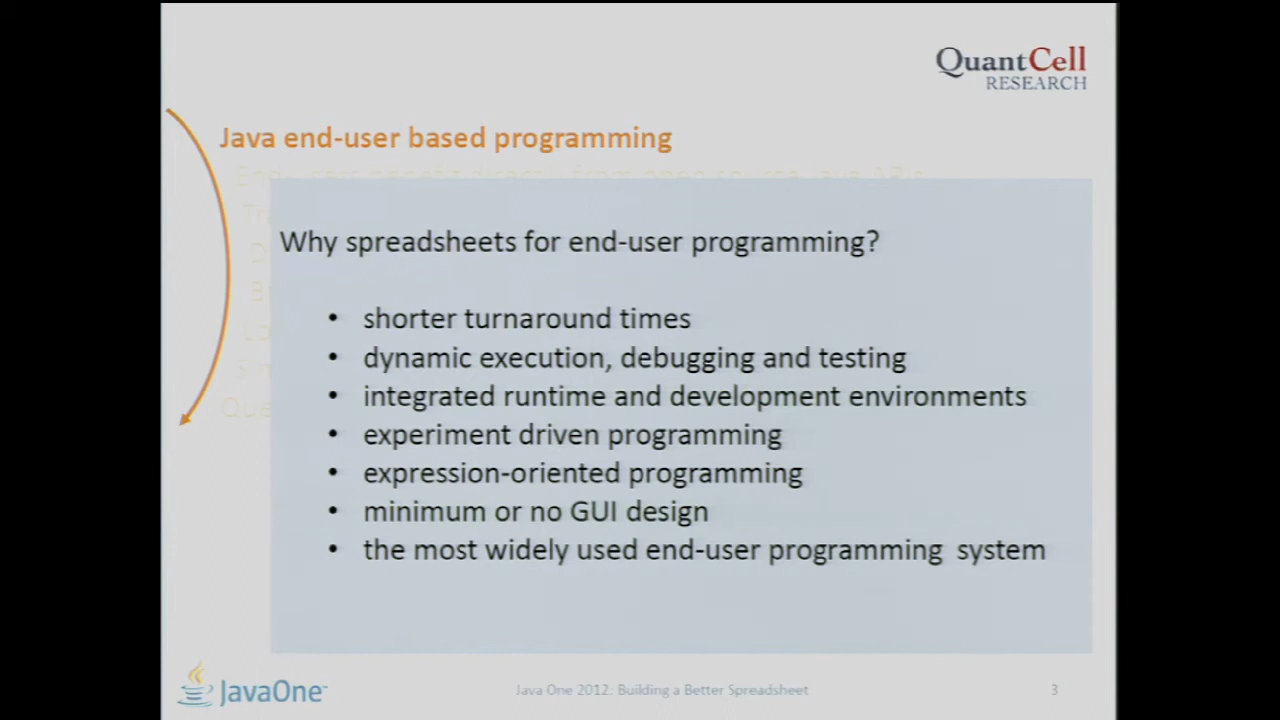 QuantCell
RESEARCH
Java end-user based programming
Why spreadsheets for end-user programming?
• shorter turnaround times
• dynamic execution, debugging and testing
• integrated runtime and development environments
• experiment driven programming
• expression-oriented programming
• minimum or no GUI design
• the most widely used end-user programming system
JavaOne™
Java One 2012: Building a Better Spreadsheet
3